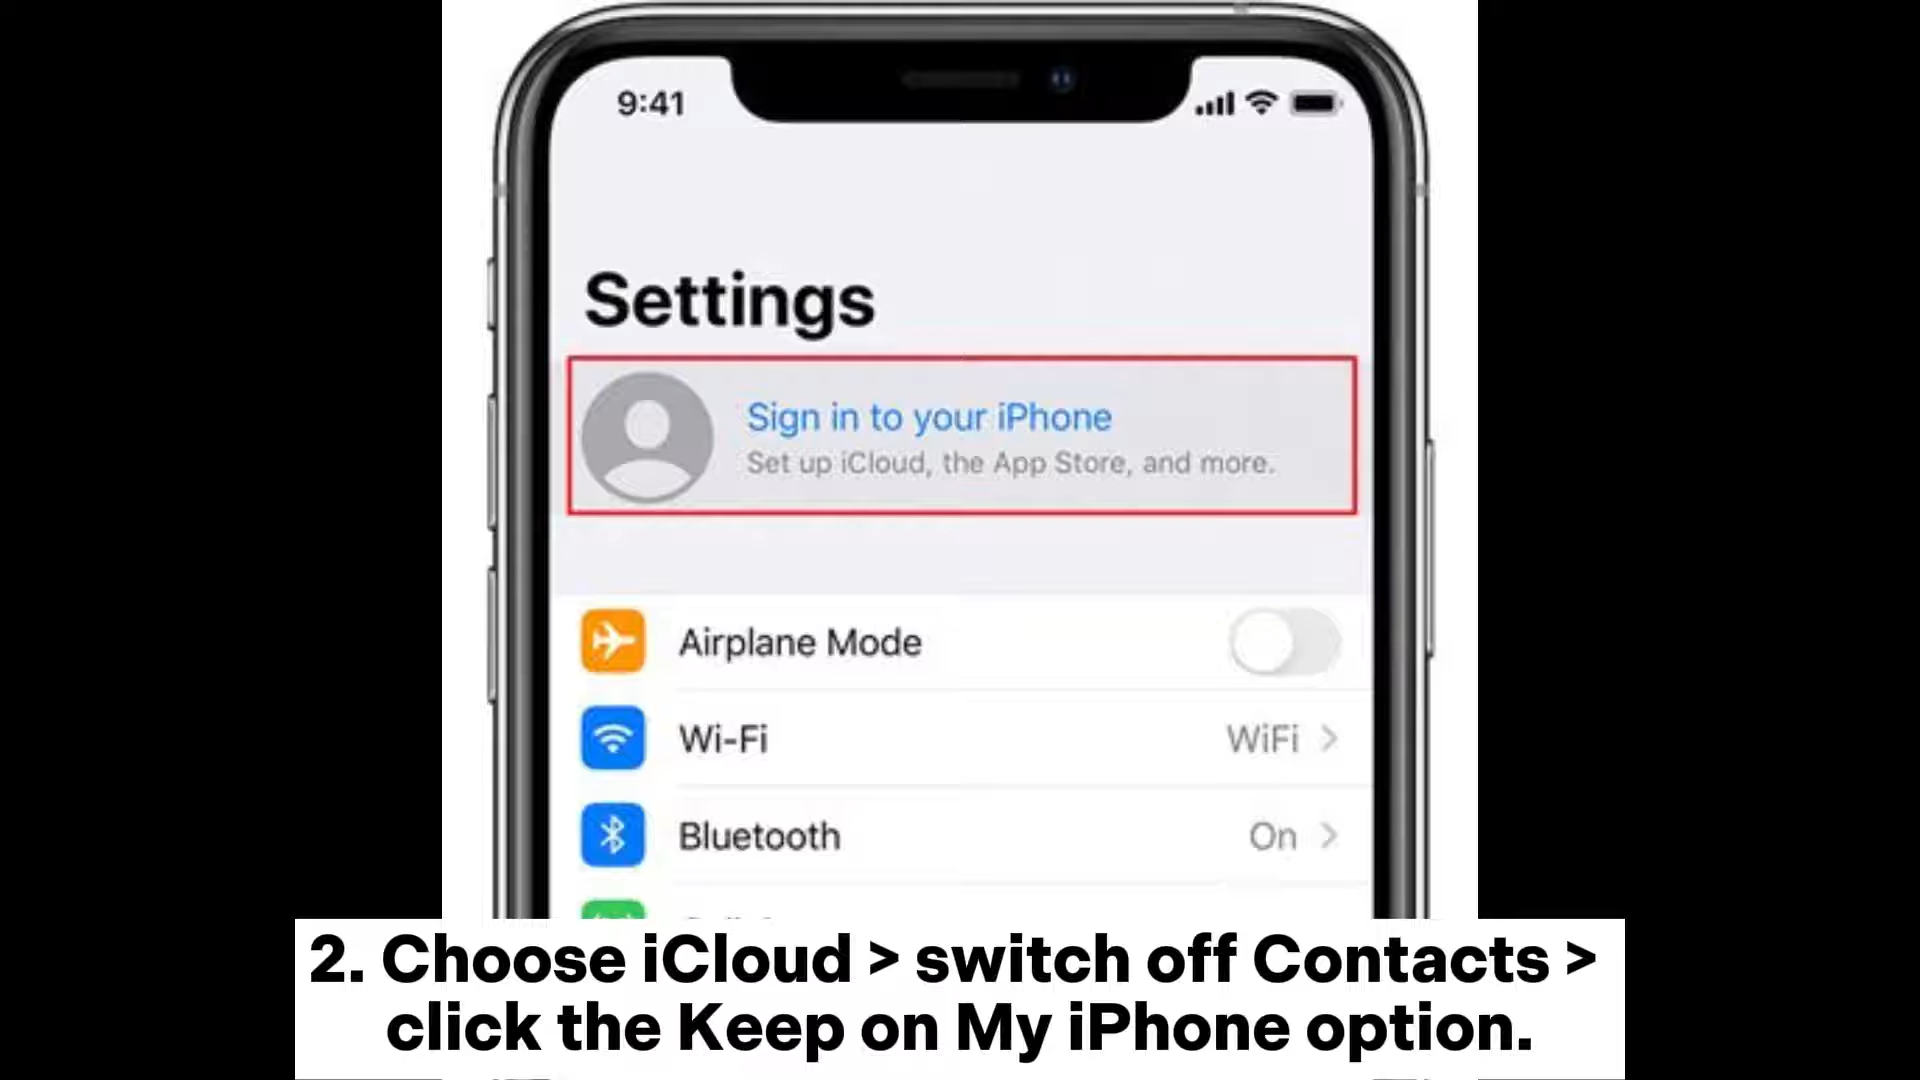 9:41
Settings
Sign in to your iPhone
Set up iCloud, the App Store, and more.
Airplane Mode
Wi-Fi WiFi
Bluetooth On
2. Choose iCloud > switch off Contacts >
click the Keep on My iPhone option.